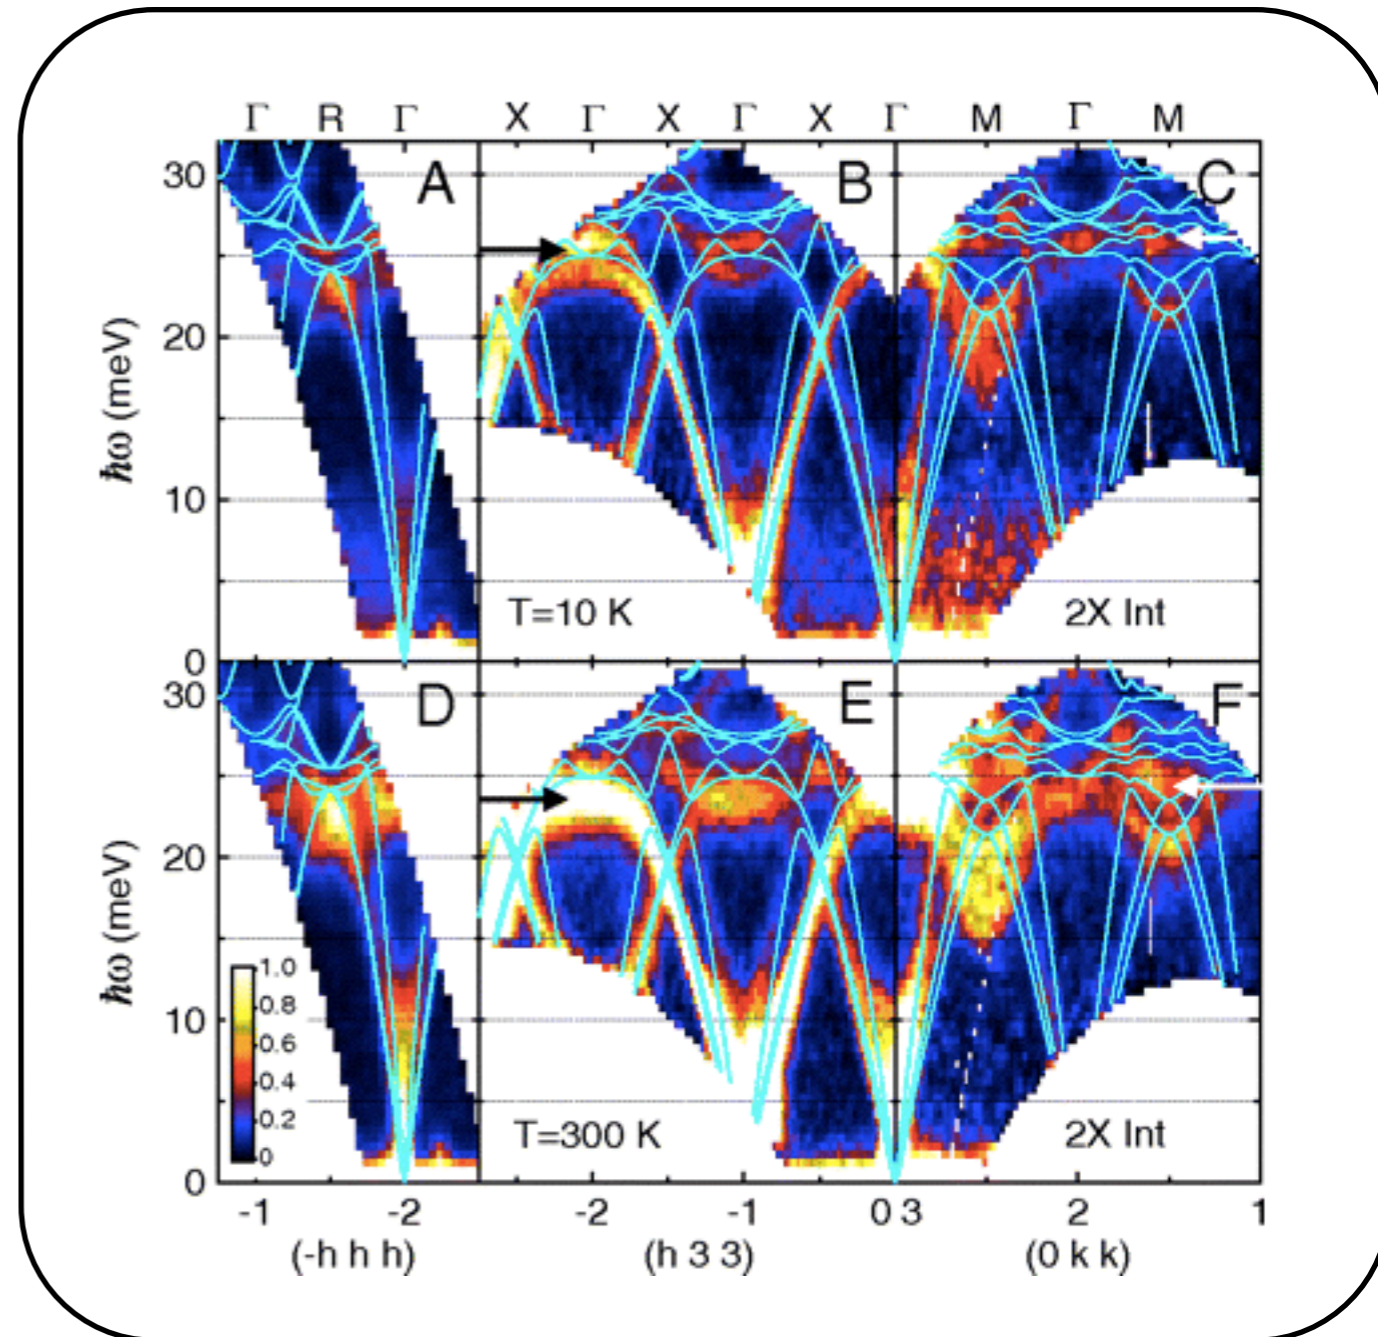 Γ R Γ X Γ X Γ X Γ M Γ M
A B C
30
20
10
0
ħω (meV)
T=10 K 2X Int
D E F
30
20
10
0
ħω (meV)
1.0
0.8
0.6
0.4
0.2
0
T=300 K 2X Int
-1 -2 -2 -1 0 3 2 1
(-h h h) (h 3 3) (0 k k)